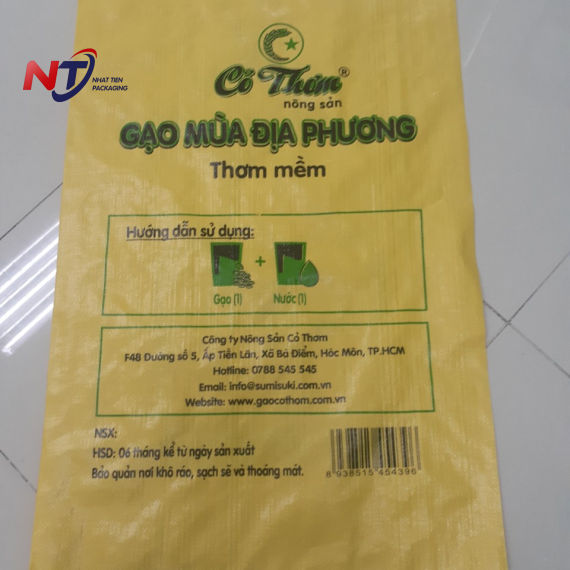 NT
NHAT TIEN
PACKAGING
Cỏ Thơm®
nông sản
GẠO MÙA ĐỊA PHƯƠNG
Thơm mềm
Hướng dẫn sử dụng:
+
Gạo (1) Nước (1)
Công ty Nông Sản Cỏ Thơm
F48 Đường số 5, Ấp Tiền Lân, Xã Bà Điểm, Hóc Môn, TP.HCM
Hotline: 0788 545 545
Email: info@sumisuki.com.vn
Website: www.gaocothom.com.vn
NSX:
HSD: 06 tháng kể từ ngày sản xuất
Bảo quản nơi khô ráo, sạch sẽ và thoáng mát.
8 938515 454396